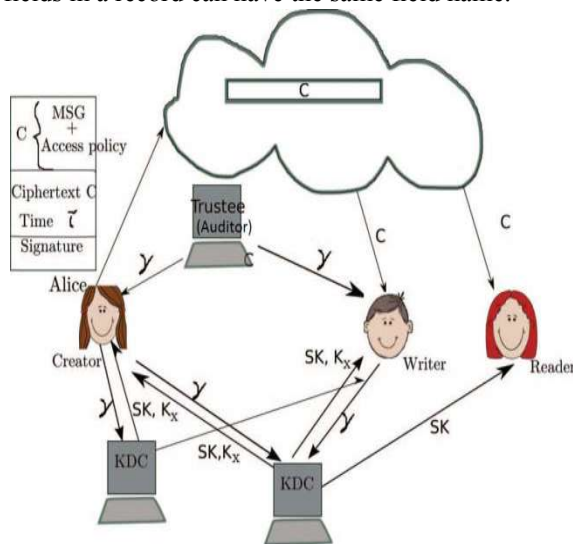 fields in a record can have the same field name.
C
MSG
+
C
Access policy
Ciphertext C
Time τ̃
Signature
Trustee
(Auditor)
C
C
C
γ
γ
Alice
Creator
Writer
Reader
SK, Kx
γ
γ
SK, Kx
SK,Kx
γ
SK
KDC
KDC